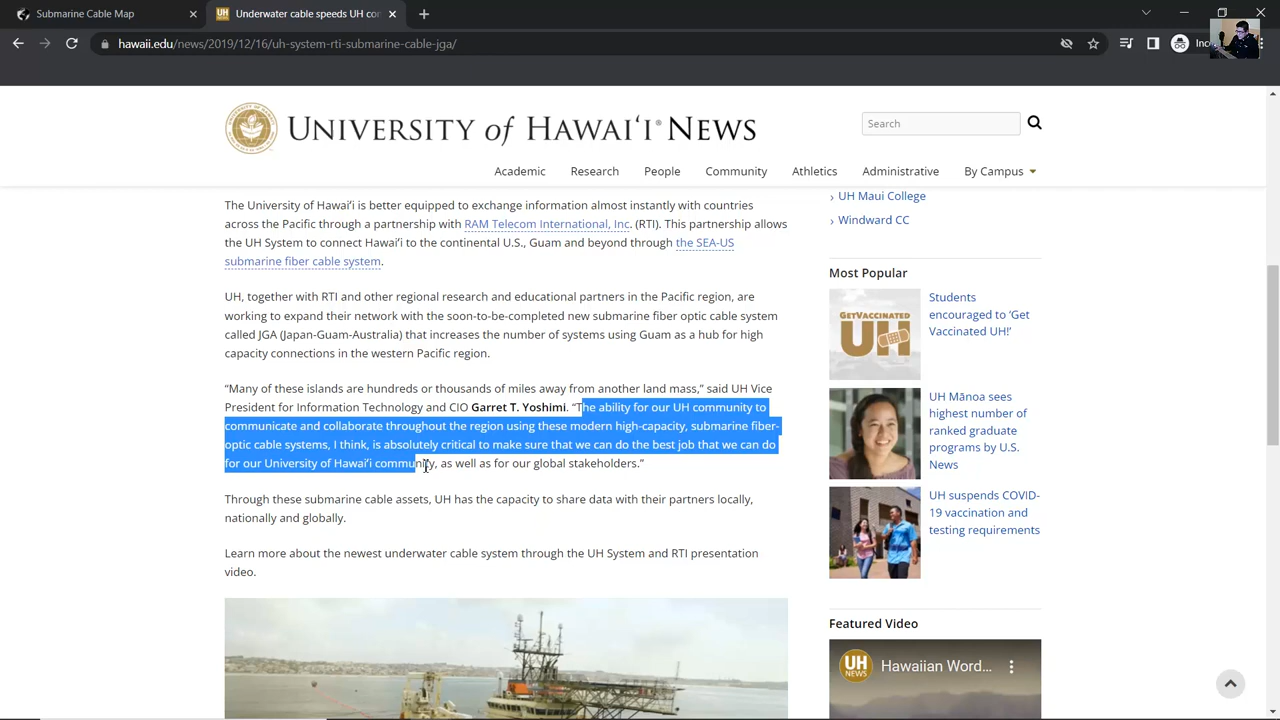 Submarine Cable Map
Underwater cable speeds UH con
hawaii.edu/news/2019/12/16/uh-system-rti-submarine-cable-jga/
UNIVERSITY of HAWAIʻI® NEWS
Search
Academic
Research
People
Community
Athletics
Administrative
By Campus
The University of Hawaiʻi is better equipped to exchange information almost instantly with countries
across the Pacific through a partnership with RAM Telecom International, Inc. (RTI). This partnership allows
the UH System to connect Hawaiʻi to the continental U.S., Guam and beyond through the SEA-US
submarine fiber cable system.
UH, together with RTI and other regional research and educational partners in the Pacific region, are
working to expand their network with the soon-to-be-completed new submarine fiber optic cable system
called JGA (Japan-Guam-Australia) that increases the number of systems using Guam as a hub for high
capacity connections in the western Pacific region.
“Many of these islands are hundreds or thousands of miles away from another land mass,” said UH Vice
President for Information Technology and CIO Garret T. Yoshimi. “The ability for our UH community to
communicate and collaborate throughout the region using these modern high-capacity, submarine fiber-
optic cable systems, I think, is absolutely critical to make sure that we can do the best job that we can do
for our University of Hawaiʻi community, as well as for our global stakeholders.”
Through these submarine cable assets, UH has the capacity to share data with their partners locally,
nationally and globally.
Learn more about the newest underwater cable system through the UH System and RTI presentation
video.
UH Maui College
Windward CC
Most Popular
GETVACCINATED
UH
Students
encouraged to ‘Get
Vaccinated UH!’
UH Mānoa sees
highest number of
ranked graduate
programs by U.S.
News
UH suspends COVID-
19 vaccination and
testing requirements
Featured Video
UH
NEWS
Hawaiian Word...